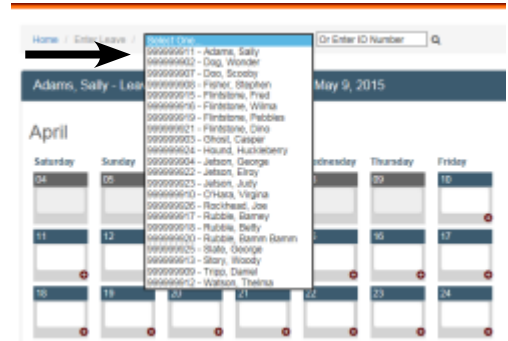 Home / Enter Leave /
Select One...
Or Enter ID Number
999999911 - Adams, Sally
999999902 - Dog, Wonder
999999907 - Doo, Scooby
999999908 - Fisher, Stephen
999999915 - Flintstone, Fred
999999916 - Flintstone, Wilma
999999919 - Flintstone, Pebbles
999999921 - Flintstone, Dino
999999903 - Ghost, Casper
999999924 - Hound, Huckleberry
999999904 - Jetson, George
999999922 - Jetson, Elroy
999999923 - Jetson, Judy
999999910 - O'Hara, Virgina
999999926 - Rockhead, Joe
999999917 - Rubble, Barney
999999918 - Rubble, Betty
999999920 - Rubble, Bamm Bamm
999999925 - Slate, George
999999913 - Story, Woody
999999909 - Tripp, Daniel
999999912 - Watson, Thelma
Adams, Sally - Leav May 9, 2015
April
Saturday Sunday ednesday Thursday Friday
04 05 09 10
11 12 16 17
18 19 20 21 22 23 24